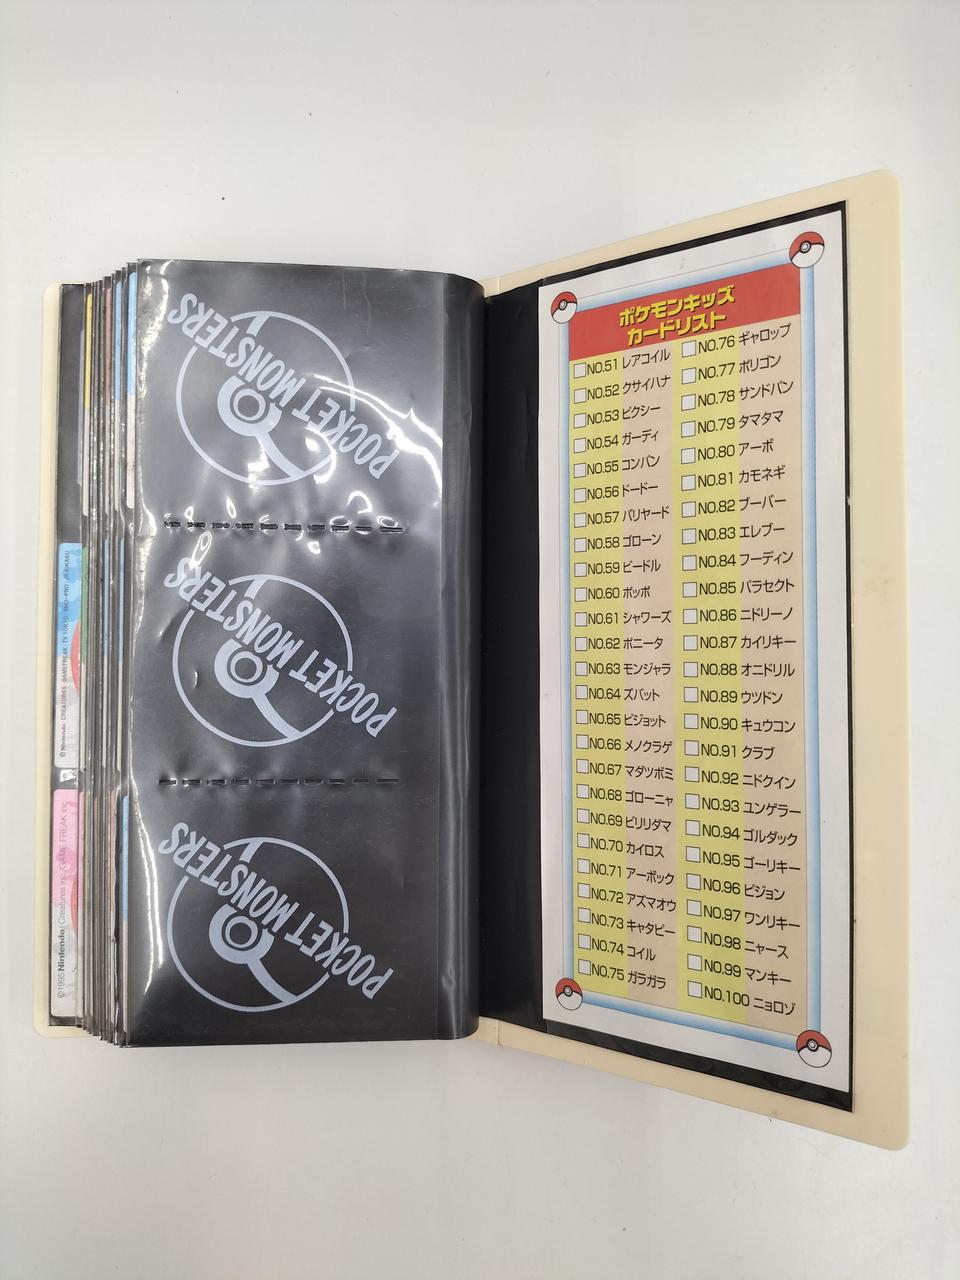 © Nintendo・CREATURES・GAMEFREAK・TV TOKYO・SHO-PRO・JR KIKAKU
©1995 Nintendo/Creatures inc./GAME FREAK inc.
POCKET MONSTERS
POCKET MONSTERS
POCKET MONSTERS
ポケモンキッズ
カードリスト
NO.51 レアコイル
NO.52 クサイハナ
NO.53 ピクシー
NO.54 ガーディ
NO.55 コンパン
NO.56 ドードー
NO.57 バリヤード
NO.58 ゴローン
NO.59 ビードル
NO.60 ポッポ
NO.61 シャワーズ
NO.62 ポニータ
NO.63 モンジャラ
NO.64 ズバット
NO.65 ピジョット
NO.66 メノクラゲ
NO.67 マダツボミ
NO.68 ゴローニャ
NO.69 ビリリダマ
NO.70 カイロス
NO.71 アーボック
NO.72 アズマオウ
NO.73 キャタピー
NO.74 コイル
NO.75 ガラガラ
NO.76 ギャロップ
NO.77 ポリゴン
NO.78 サンドパン
NO.79 タマタマ
NO.80 アーボ
NO.81 カモネギ
NO.82 ブーバー
NO.83 エレブー
NO.84 フーディン
NO.85 パラセクト
NO.86 ニドリーノ
NO.87 カイリキー
NO.88 オニドリル
NO.89 ウツドン
NO.90 キュウコン
NO.91 クラブ
NO.92 ニドクイン
NO.93 ユンゲラー
NO.94 ゴルダック
NO.95 ゴーリキー
NO.96 ピジョン
NO.97 ワンリキー
NO.98 ニャース
NO.99 マンキー
NO.100 ニョロゾ